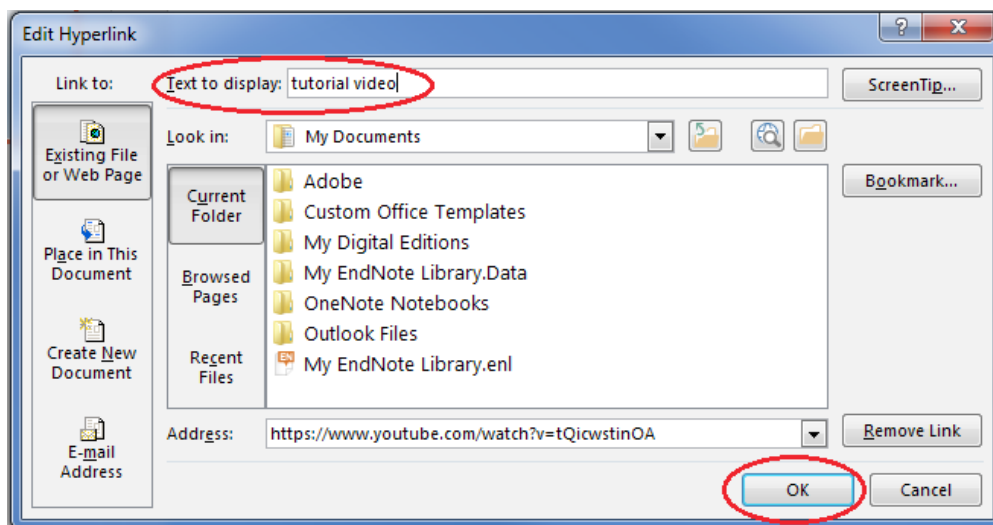 Edit Hyperlink
Link to:
Text to display: tutorial video
ScreenTip...
Existing File
or Web Page
Place in This
Document
Create New
Document
E-mail
Address
Look in: My Documents
Current
Folder
Browsed
Pages
Recent
Files
Adobe
Custom Office Templates
My Digital Editions
My EndNote Library.Data
OneNote Notebooks
Outlook Files
EN
My EndNote Library.enl
Bookmark...
Address: https://www.youtube.com/watch?v=tQicwstinOA
Remove Link
OK
Cancel